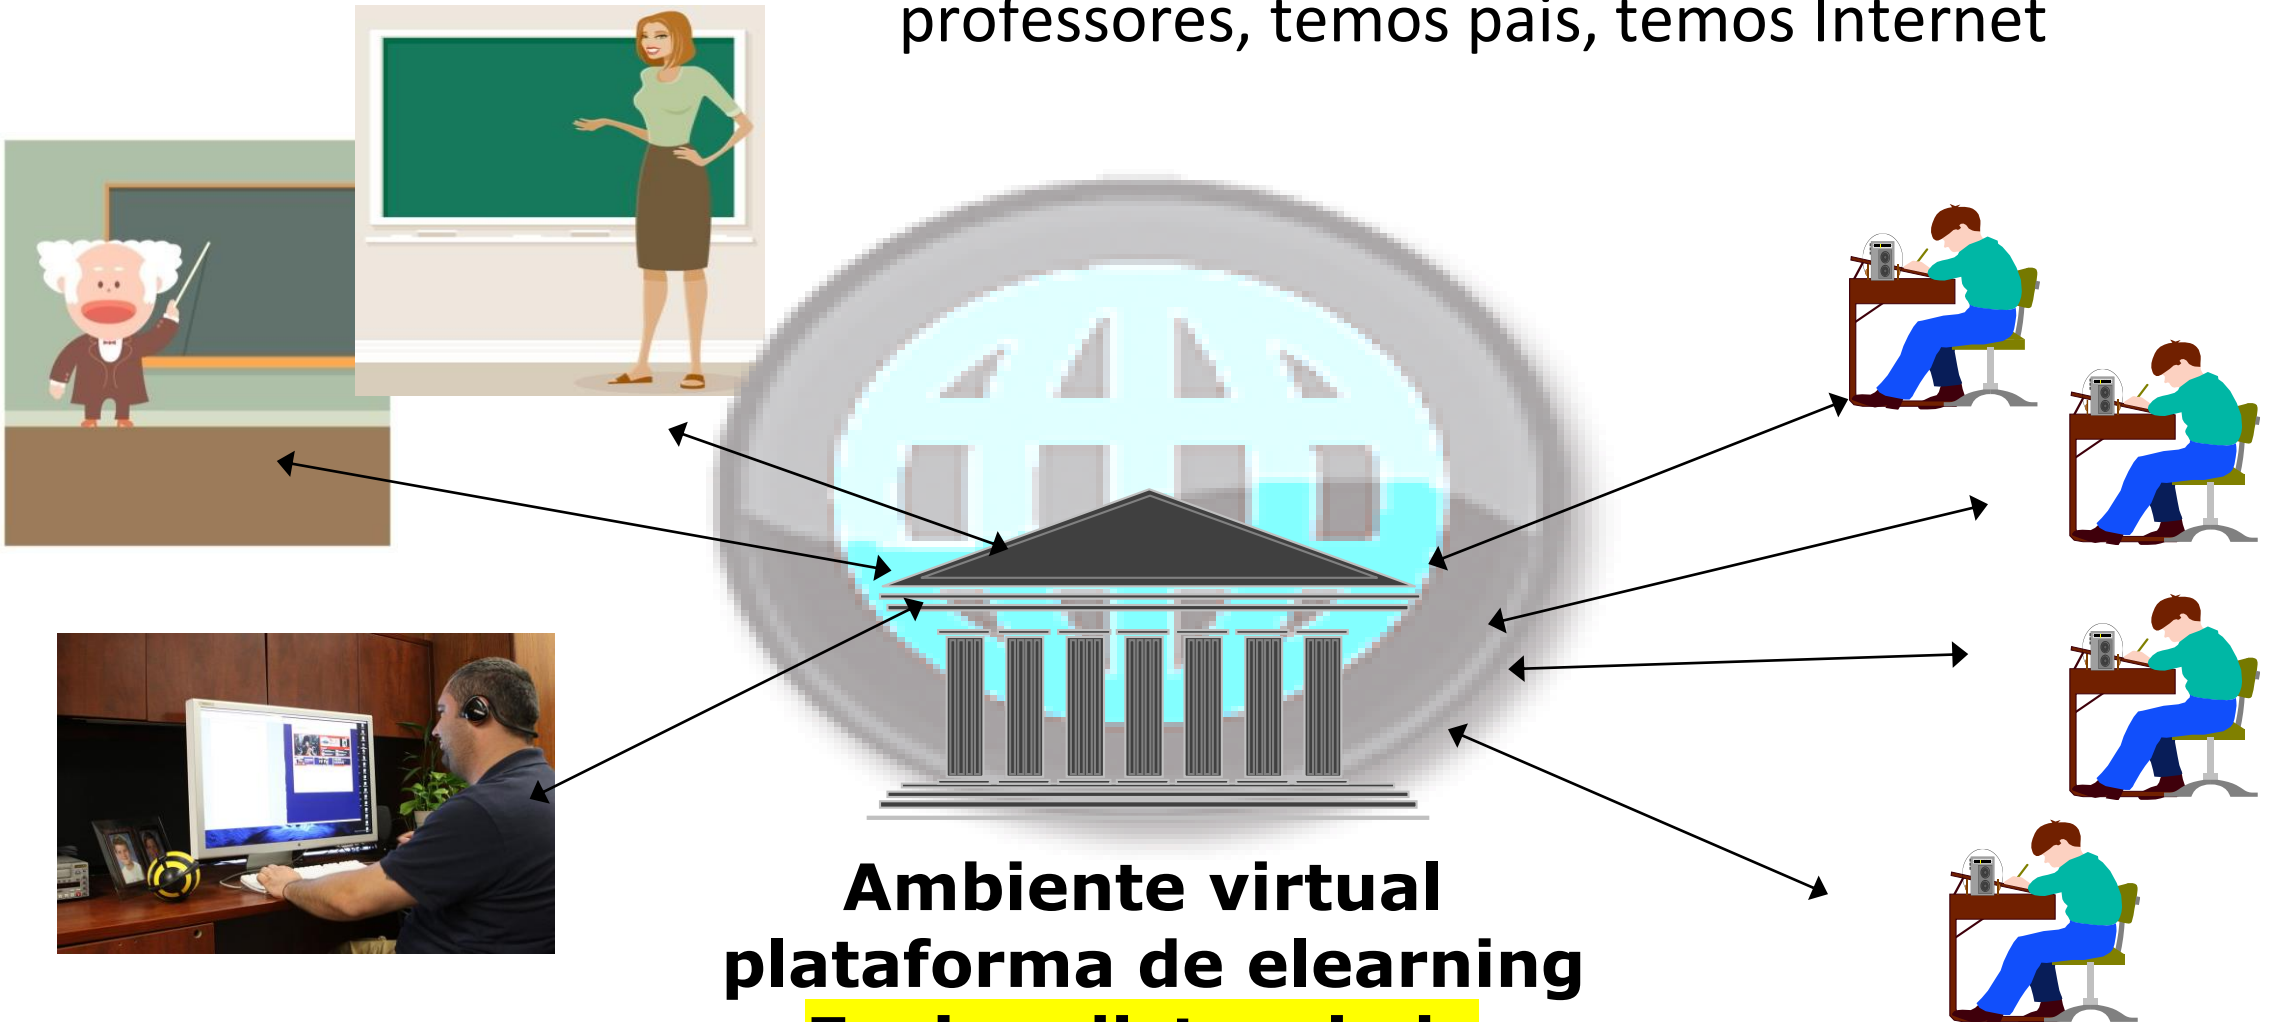 professores, temos pais, temos Internet
Ambiente virtual
plataforma de elearning